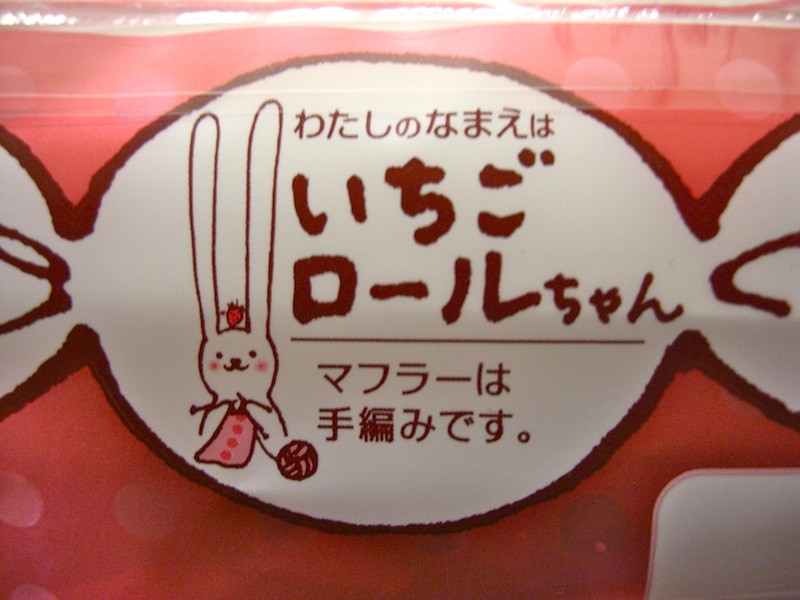 わたしのなまえは
いちご
ロールちゃん
マフラーは
手編みです。